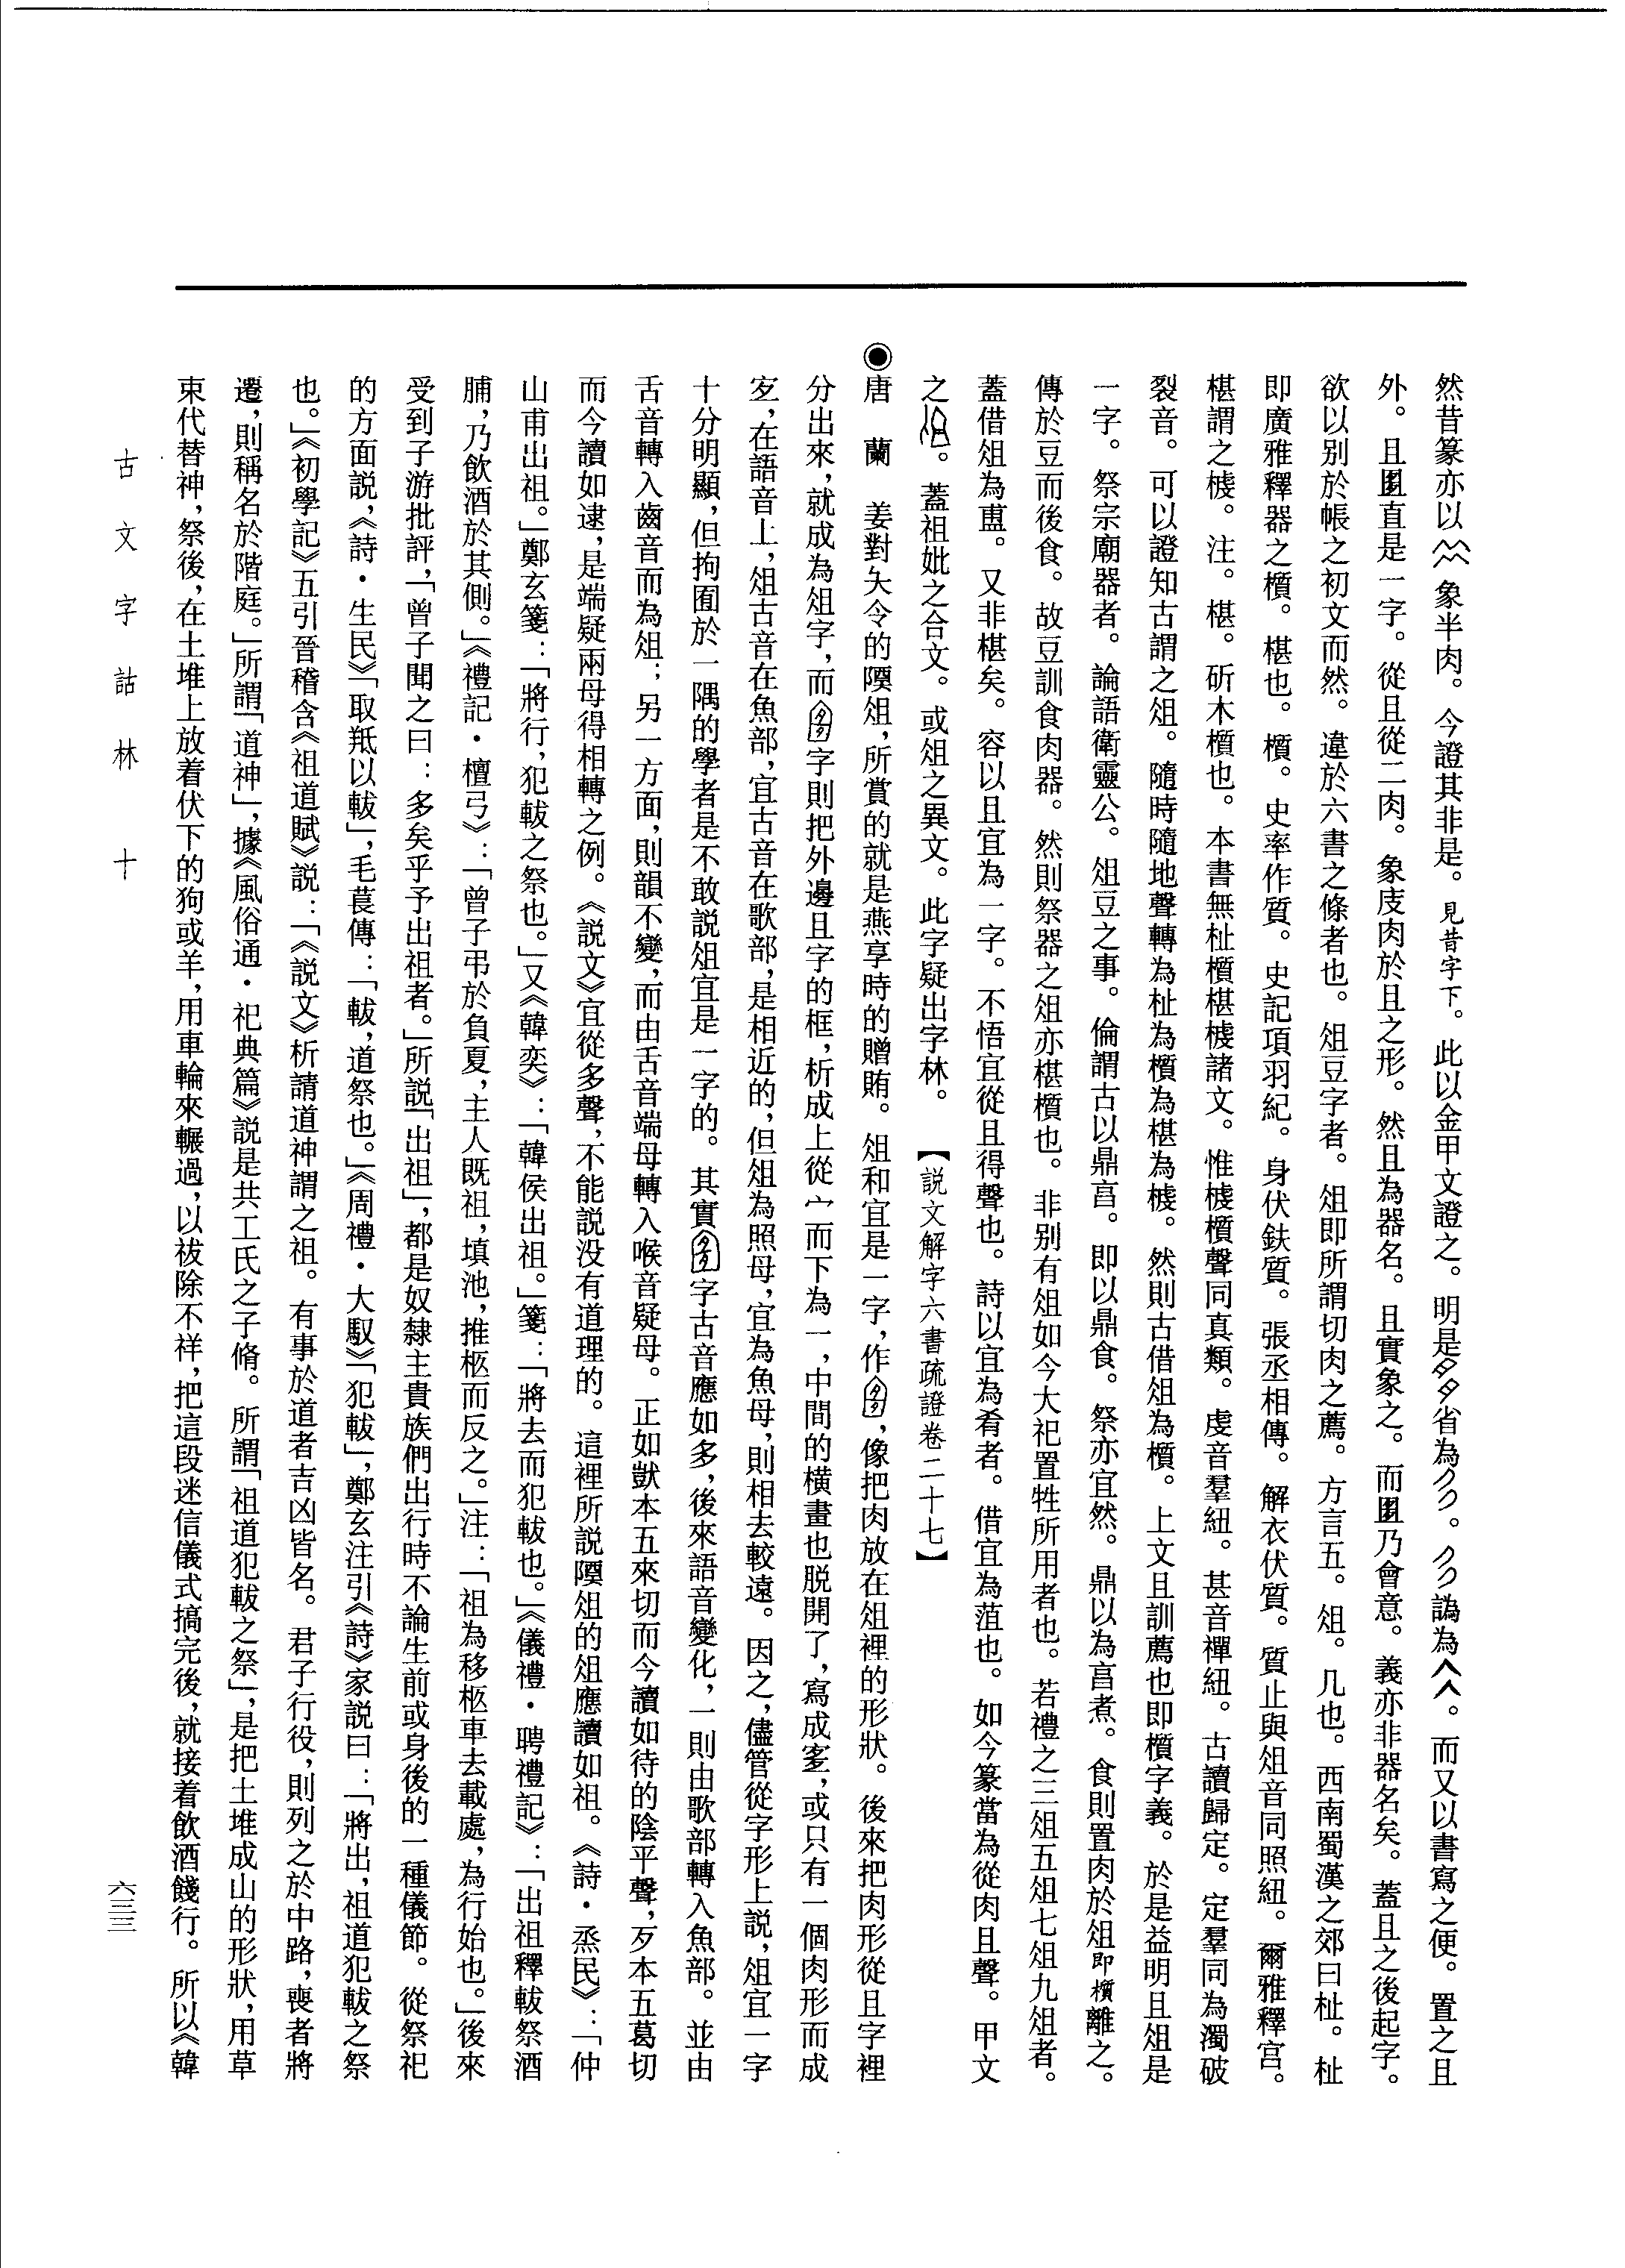 然昔篆亦以象半肉。今證其非是。見昔字下。此以金甲文證之。明是省為。譌為。而又以書寫之便。置之且
外。且直是一字。從且從二肉。象庋肉於且之形。然且為器名。且實象之。而乃會意。義亦非器名矣。蓋且之後起字。
欲以别於帳之初文而然。違於六書之條者也。俎豆字者。俎即所謂切肉之薦。方言五。俎。几也。西南蜀漢之郊曰杫。杫
即廣雅釋器之櫍。椹也。櫍。史率作質。史記項羽紀。身伏鈇質。張丞相傳。解衣伏質。質止與俎音同照紐。爾雅釋宫。
椹謂之榩。注。椹。斫木櫍也。本書無杫櫍椹榩諸文。惟榩櫍聲同真類。虔音羣紐。甚音禪紐。古讀歸定。定羣同為濁破
裂音。可以證知古謂之俎。隨時隨地聲轉為杫為櫍為椹為榩。然則古借俎為櫍。上文且訓薦也即櫍字義。於是益明且俎是
一字。祭宗廟器者。論語衛靈公。俎豆之事。倫謂古以鼎亯。即以鼎食。祭亦宜然。鼎以為亯煮。食則置肉於俎即櫍離之。
傳於豆而後食。故豆訓食肉器。然則祭器之俎亦椹櫍也。非别有俎如今大祀置牲所用者也。若禮之三俎五俎七俎九俎者。
蓋借俎為。又非椹矣。容以且宜為一字。不悟宜從且得聲也。詩以宜為肴者。借宜為菹也。如今篆當為從肉且聲。甲文
之。蓋祖妣之合文。或俎之異文。此字疑出字林。【説文解字六書疏證卷二十七】
◉唐　蘭　姜對夨令的隩俎，所賞的就是燕享時的贈賄。俎和宜是一字，作，像把肉放在俎裡的形狀。後來把肉形從且字裡
分出來，就成為俎字，而字則把外邊且字的框，析成上從宀而下為一，中間的橫畫也脱開了，寫成，或只有一個肉形而成
，在語音上，俎古音在魚部，宜古音在歌部，是相近的，但俎為照母，宜為魚母，則相去較遠。因之，儘管從字形上説，俎宜一字
十分明顯，但拘囿於一隅的學者是不敢説俎宜是一字的。其實字古音應如多，後來語音變化，一則由歌部轉入魚部。並由
舌音轉入齒音而為俎；另一方面，則韻不變，而由舌音端母轉入喉音疑母。正如本五來切而今讀如待的陰平聲，歹本五葛切
而今讀如逮，是端疑兩母得相轉之例。《説文》宜從多聲，不能説没有道理的。這裡所説隩俎的俎應讀如祖。《詩・烝民》：「仲
山甫出祖。」鄭玄箋：「將行，犯軷之祭也。」又《韓奕》：「韓侯出祖。」箋：「將去而犯軷也。」《儀禮・聘禮記》：「出祖釋軷祭酒
脯，乃飲酒於其側。」《禮記・檀弓》：「曾子弔於負夏，主人既祖，填池，推柩而反之。」注：「祖為移柩車去載處，為行始也。」後來
受到子游批評，「曾子聞之曰：多矣乎予出祖者。」所説「出祖」，都是奴隸主貴族們出行時不論生前或身後的一種儀節。從祭祀
的方面説，《詩・生民》「取羝以軷」，毛萇傳：「軷，道祭也。」《周禮・大馭》「犯軷」，鄭玄注引《詩》家説曰：「將出，祖道犯軷之祭
也。」《初學記》五引晉稽含《祖道賦》説：「《説文》析請道神謂之祖。有事於道者吉凶皆名。君子行役，則列之於中路，喪者將
遷，則稱名於階庭。」所謂「道神」，據《風俗通・祀典篇》説是共工氏之子脩。所謂「祖道犯軷之祭」，是把土堆成山的形狀，用草
束代替神，祭後，在土堆上放着伏下的狗或羊，用車輪來輾過，以祓除不祥，把這段迷信儀式搞完後，就接着飲酒餞行。所以《韓
古文字詁林　十
六三三